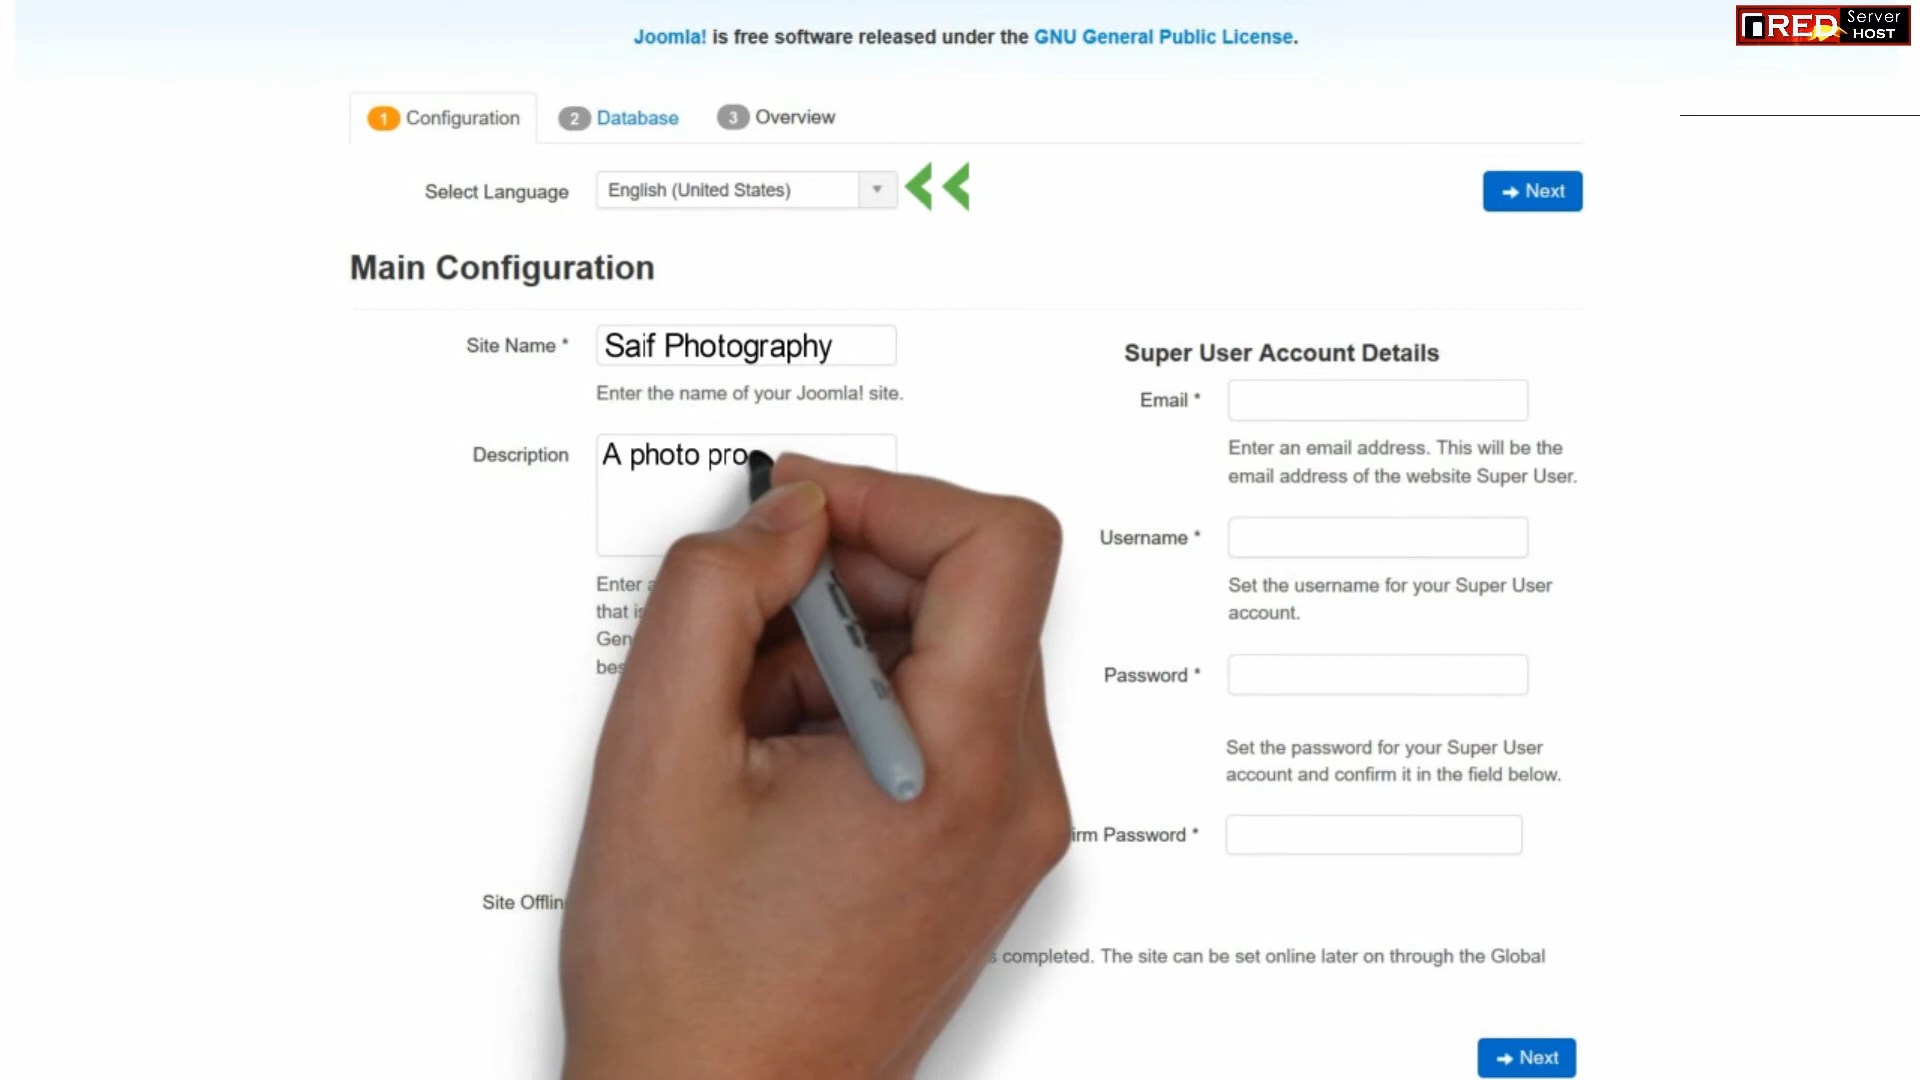 Joomla! is free software released under the GNU General Public License.
RED Server HOST
1 Configuration 2 Database 3 Overview
Select Language English (United States) Next
Main Configuration
Site Name * Saif Photography
Enter the name of your Joomla! site.
Description A photo pro
Enter
that is
Super User Account Details
Email *
Enter an email address. This will be the
email address of the website Super User.
Username *
Set the username for your Super User
account.
Password *
Set the password for your Super User
account and confirm it in the field below.
Password *
Site
completed. The site can be set online later on through the Global
Next